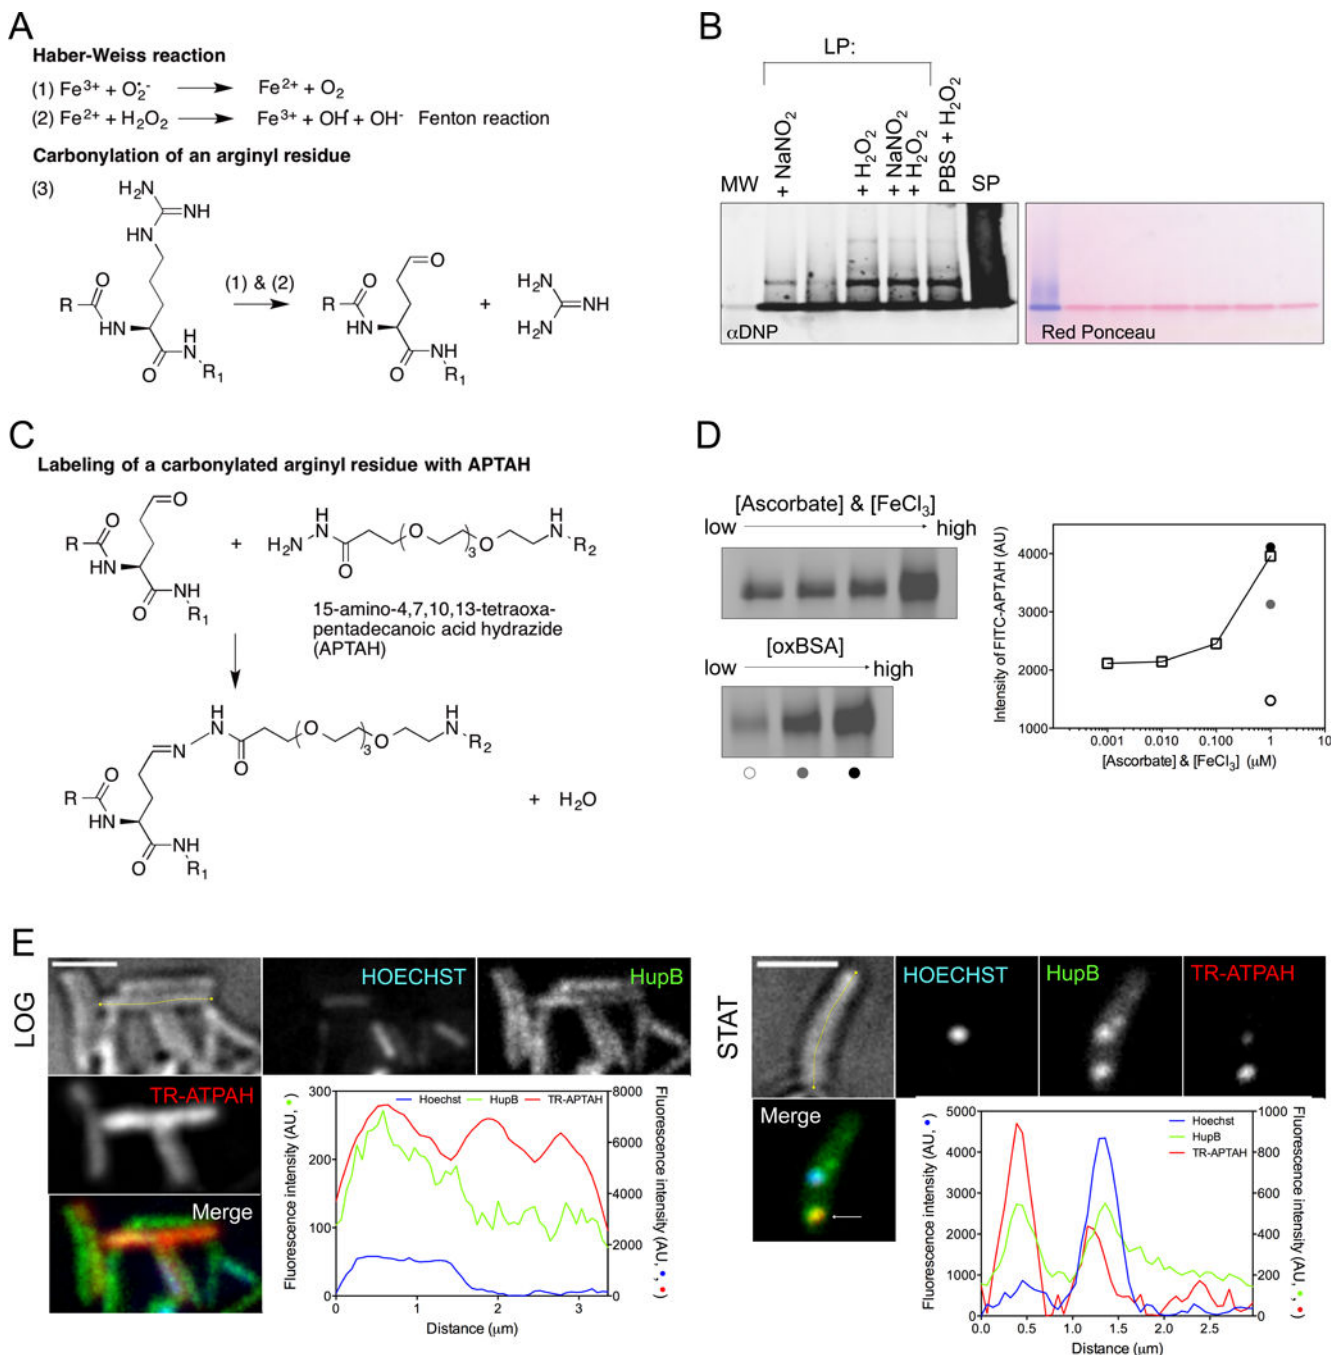 A
Haber-Weiss reaction
(1) Fe³⁺ + O₂•⁻ → Fe²⁺ + O₂
(2) Fe²⁺ + H₂O₂ → Fe³⁺ + OH• + OH⁻ Fenton reaction
Carbonylation of an arginyl residue
(3)
H₂N
NH
HN
O
R
HN
H
N
O
R₁
(1) & (2)
O
O
R
HN
O
NH
R₁
+
H₂N
NH
H₂N
B
LP:
MW
+ NaNO₂
+ H₂O₂
+ NaNO₂
+ H₂O₂
PBS + H₂O₂
SP
αDNP
Red Ponceau
C
Labeling of a carbonylated arginyl residue with APTAH
O
O
R
HN
O
NH
R₁
+
H
N
NH₂
O
O
3
O
H
N
R₂
15-amino-4,7,10,13-tetraoxa-
pentadecanoic acid hydrazide
(APTAH)
H
N
N
O
O
3
O
H
N
R₂
O
R
HN
O
NH
R₁
+ H₂O
D
[Ascorbate] & [FeCl₃]
low
high
[oxBSA]
low
high
Intensity of FITC-APTAH (AU)
4000
3000
2000
1000
0.001 0.010 0.100 1 10
[Ascorbate] & [FeCl₃] (µM)
E
LOG
HOECHST
HupB
TR-ATPAH
Merge
Fluorescence intensity (AU, •)
300
200
100
0
Hoechst HupB TR-APTAH
8000
6000
4000
2000
0
Fluorescence intensity (AU, •, •)
0 1 2 3
Distance (µm)
STAT
HOECHST
HupB
TR-ATPAH
Merge
Fluorescence intensity (AU, •)
5000
4000
3000
2000
1000
0
Hoechst
HupB
TR-APTAH
1000
800
600
400
200
0
Fluorescence intensity (AU, •, •)
0.0 0.5 1.0 1.5 2.0 2.5
Distance (µm)